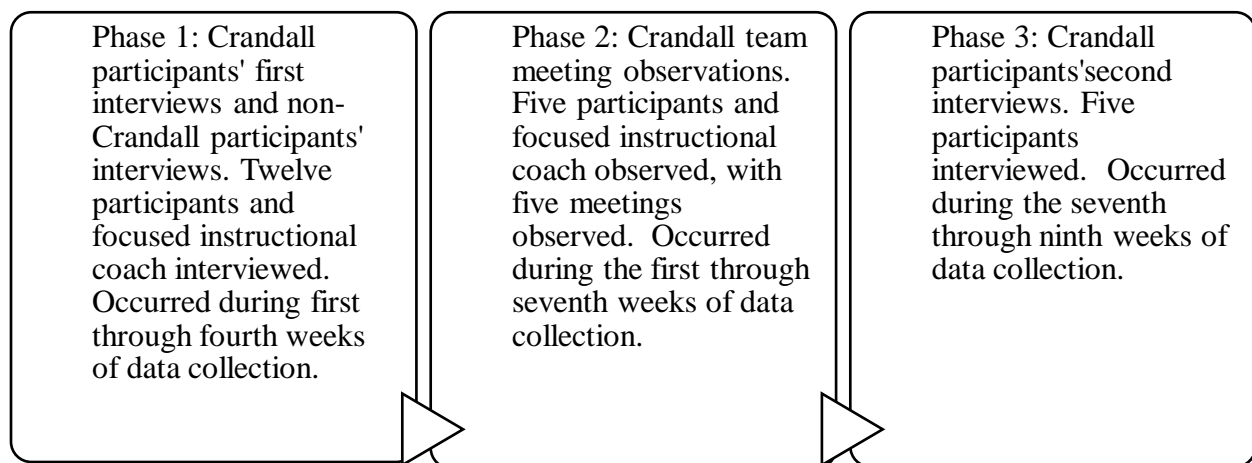 Phase 1: Crandall
participants' first
interviews and non-
Crandall participants'
interviews. Twelve
participants and
focused instructional
coach interviewed.
Occurred during first
through fourth weeks
of data collection.
Phase 2: Crandall team
meeting observations.
Five participants and
focused instructional
coach observed, with
five meetings
observed.  Occurred
during the first through
seventh weeks of data
collection.
Phase 3: Crandall
participants'second
interviews. Five
participants
interviewed.  Occurred
during the seventh
through ninth weeks of
data collection.